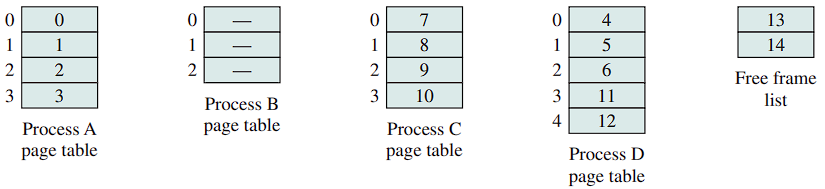 0 0
1 1
2 2
3 3
Process A
page table
0 —
1 —
2 —
Process B
page table
0 7
1 8
2 9
3 10
Process C
page table
0 4
1 5
2 6
3 11
4 12
Process D
page table
13
14
Free frame
list